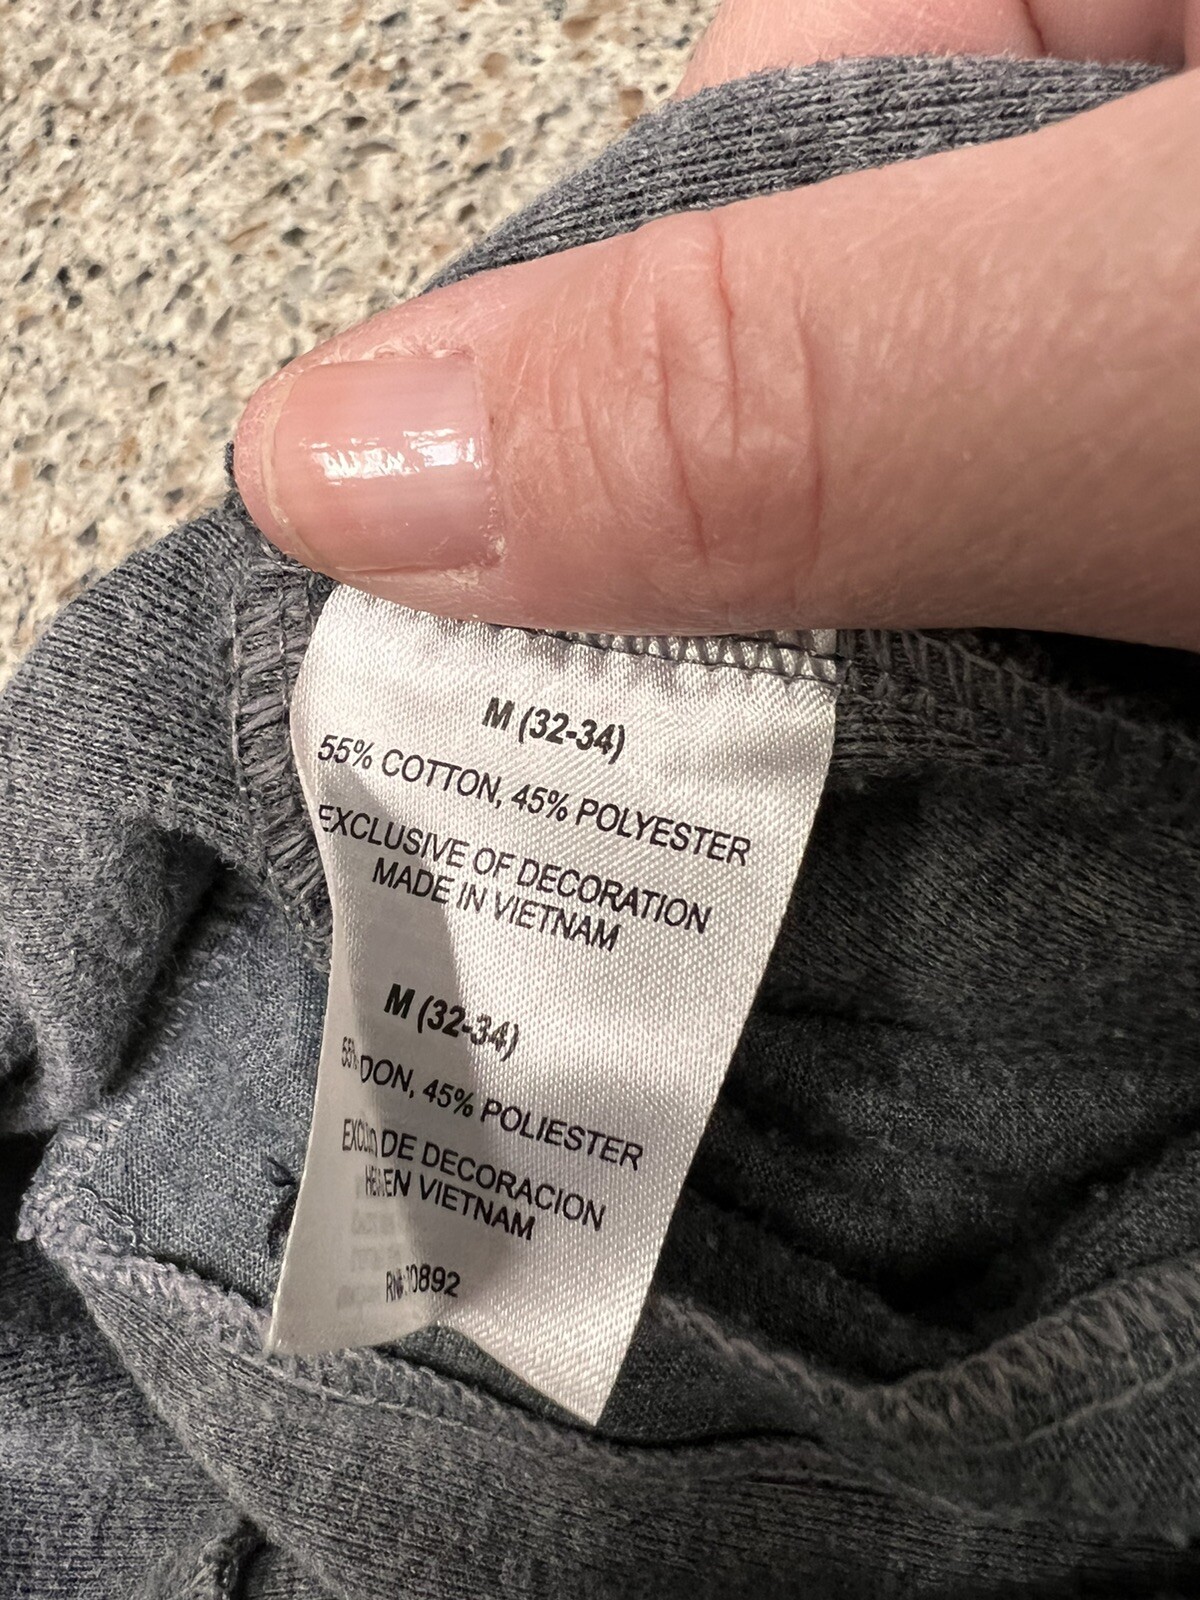 M (32-34)
55% COTTON, 45% POLYESTER
EXCLUSIVE OF DECORATION
MADE IN VIETNAM
M (32-34)
45% POLIESTER
DE DECORACION
EN VIETNAM